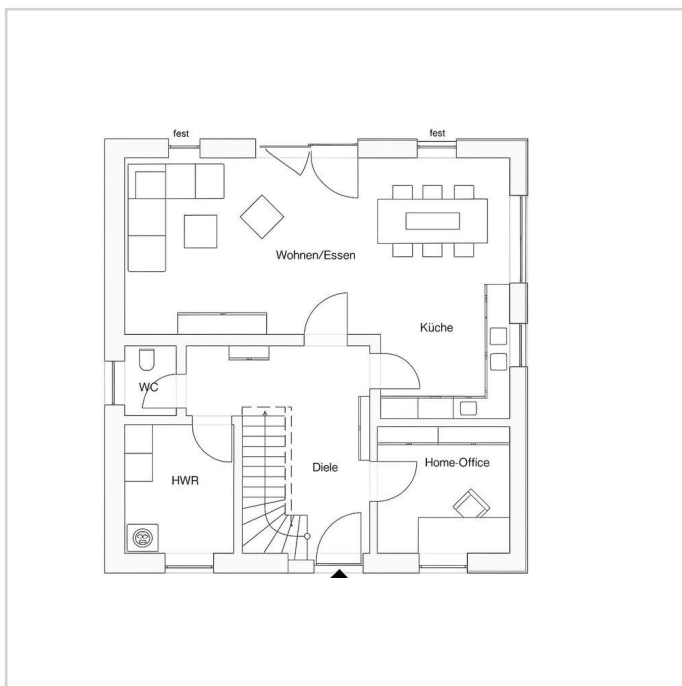 fest
fest
Wohnen/Essen
Küche
WC
HWR
Diele
Home-Office